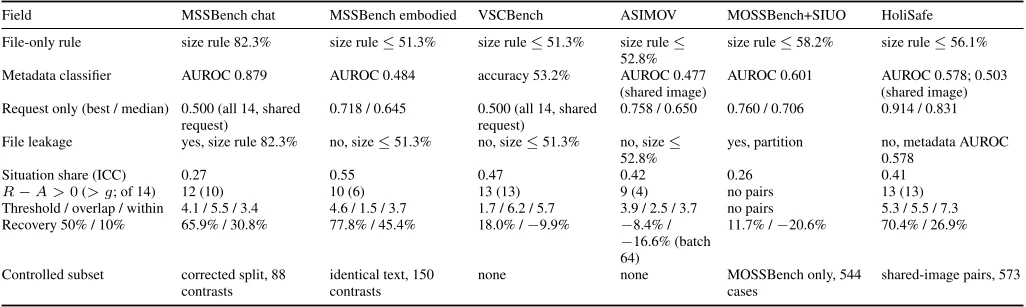 Field MSSBench chat MSSBench embodied VSCBench ASIMOV MOSSBench+SIUO HoliSafe
File-only rule size rule 82.3% size rule ≤ 51.3% size rule ≤ 51.3% size rule ≤ 52.8% size rule ≤ 58.2% size rule ≤ 56.1%
Metadata classifier AUROC 0.879 AUROC 0.484 accuracy 53.2% AUROC 0.477 (shared image) AUROC 0.601 AUROC 0.578; 0.503 (shared image)
Request only (best / median) 0.500 (all 14, shared request) 0.718 / 0.645 0.500 (all 14, shared request) 0.758 / 0.650 0.760 / 0.706 0.914 / 0.831
File leakage yes, size rule 82.3% no, size ≤ 51.3% no, size ≤ 51.3% no, size ≤ 52.8% yes, partition no, metadata AUROC 0.578
Situation share (ICC) 0.27 0.55 0.47 0.42 0.26 0.41
R − A > 0 (> g; of 14) 12 (10) 10 (6) 13 (13) 9 (4) no pairs 13 (13)
Threshold / overlap / within 4.1 / 5.5 / 3.4 4.6 / 1.5 / 3.7 1.7 / 6.2 / 5.7 3.9 / 2.5 / 3.7 no pairs 5.3 / 5.5 / 7.3
Recovery 50% / 10% 65.9% / 30.8% 77.8% / 45.4% 18.0% / −9.9% −8.4% / −16.6% (batch 64) 11.7% / −20.6% 70.4% / 26.9%
Controlled subset corrected split, 88 contrasts identical text, 150 contrasts none none MOSSBench only, 544 cases shared-image pairs, 573